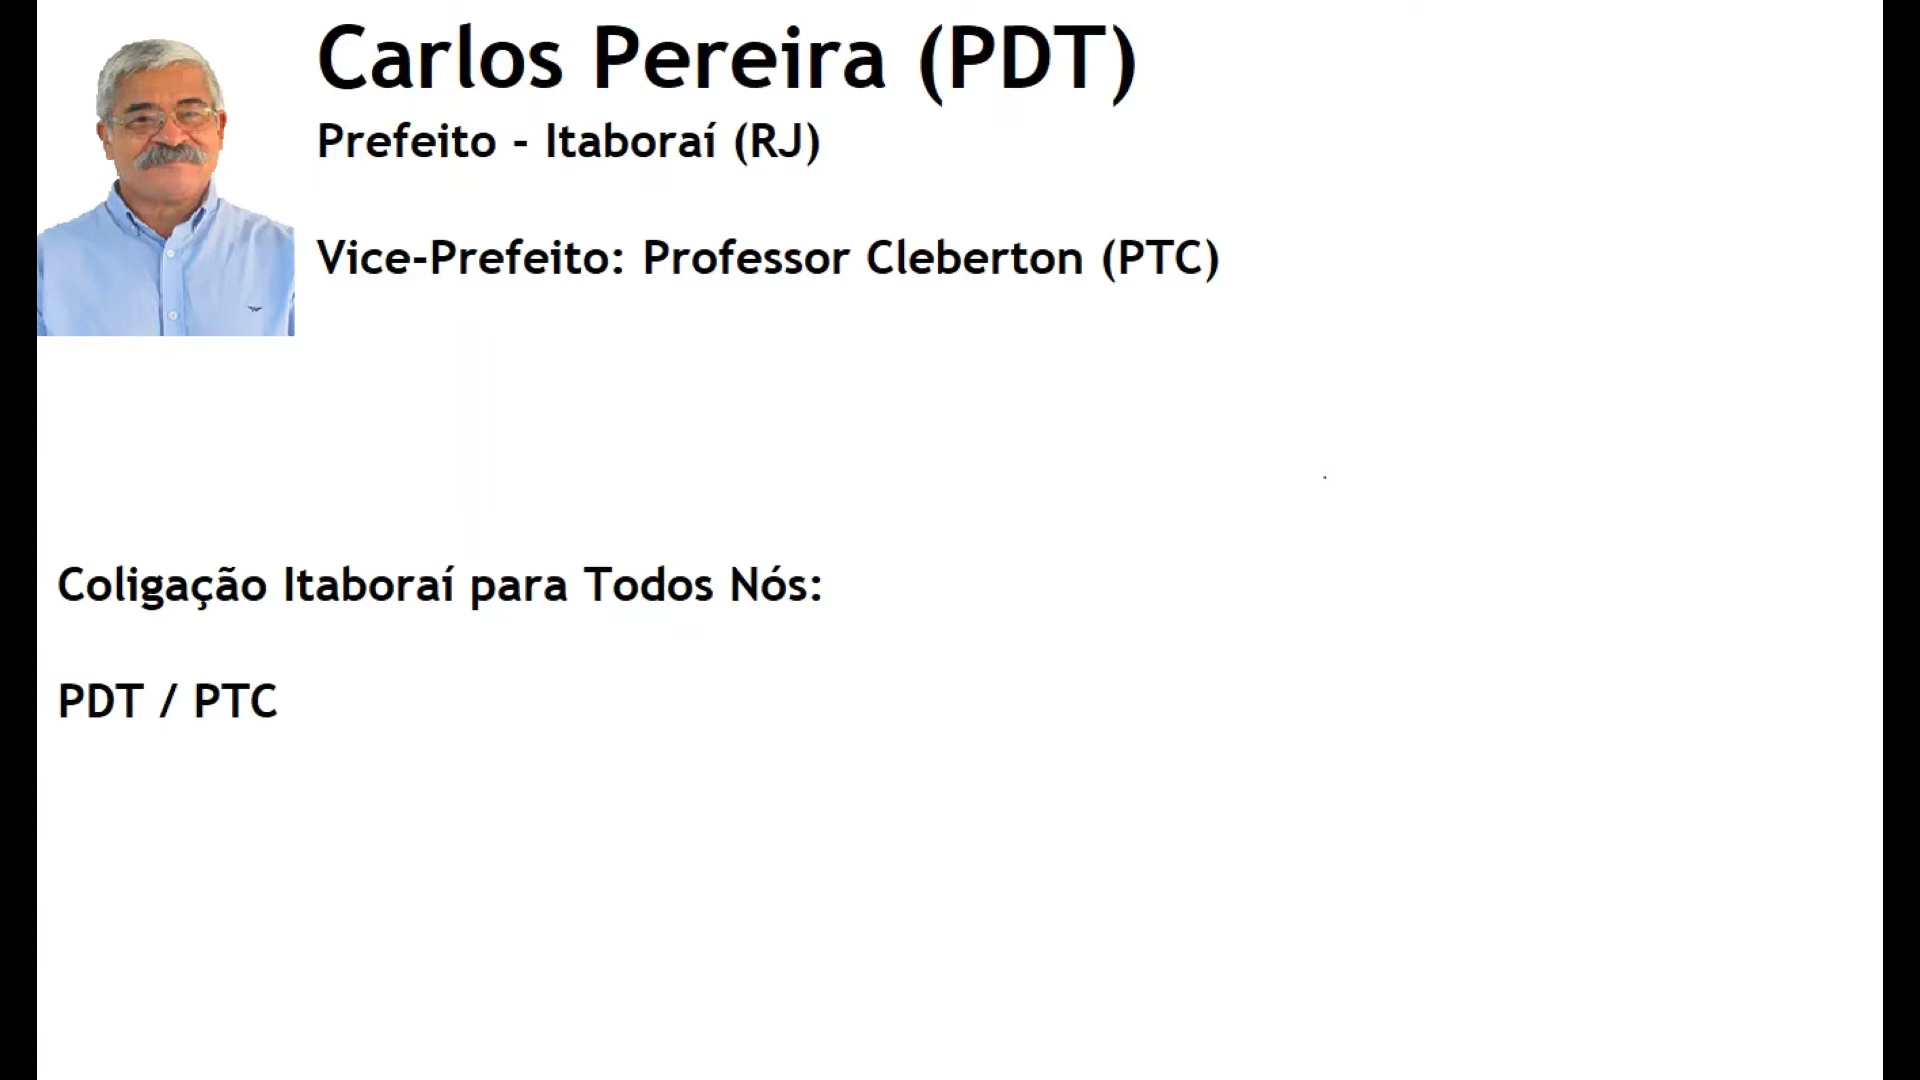 Carlos Pereira (PDT)
Prefeito - Itaboraí (RJ)
Vice-Prefeito: Professor Cleberton (PTC)
Coligação Itaboraí para Todos Nós:
PDT / PTC